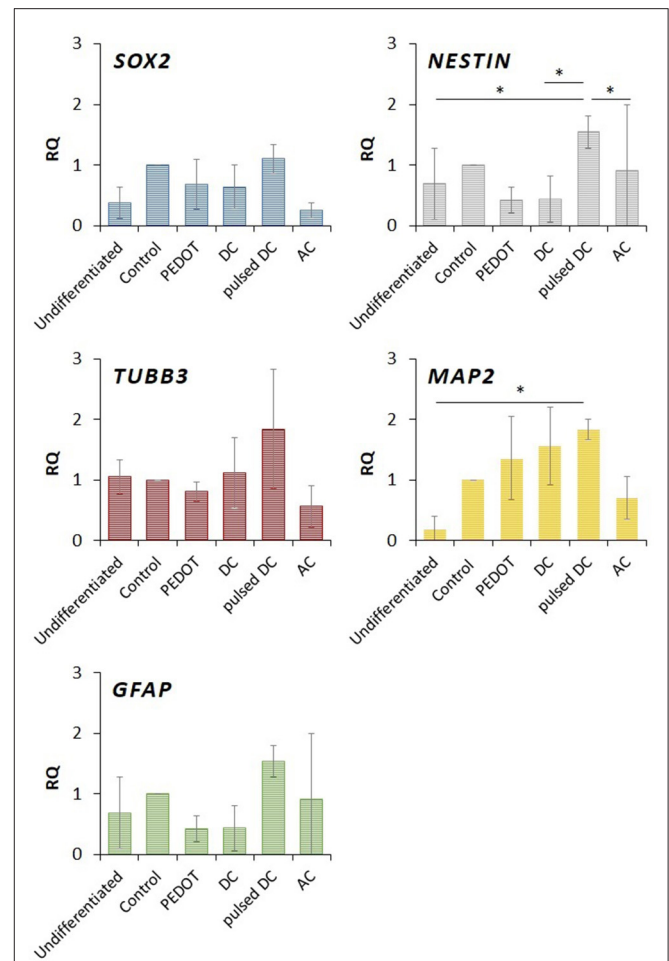 SOX2
3
2
1
0
RQ
Undifferentiated
Control
PEDOT
DC
pulsed DC
AC
NESTIN
3
2
1
0
RQ
*
*
*
Undifferentiated
Control
PEDOT
DC
pulsed DC
AC
TUBB3
3
2
1
0
RQ
Undifferentiated
Control
PEDOT
DC
pulsed DC
AC
MAP2
3
2
1
0
RQ
*
Undifferentiated
Control
PEDOT
DC
pulsed DC
AC
GFAP
3
2
1
0
RQ
Undifferentiated
Control
PEDOT
DC
pulsed DC
AC